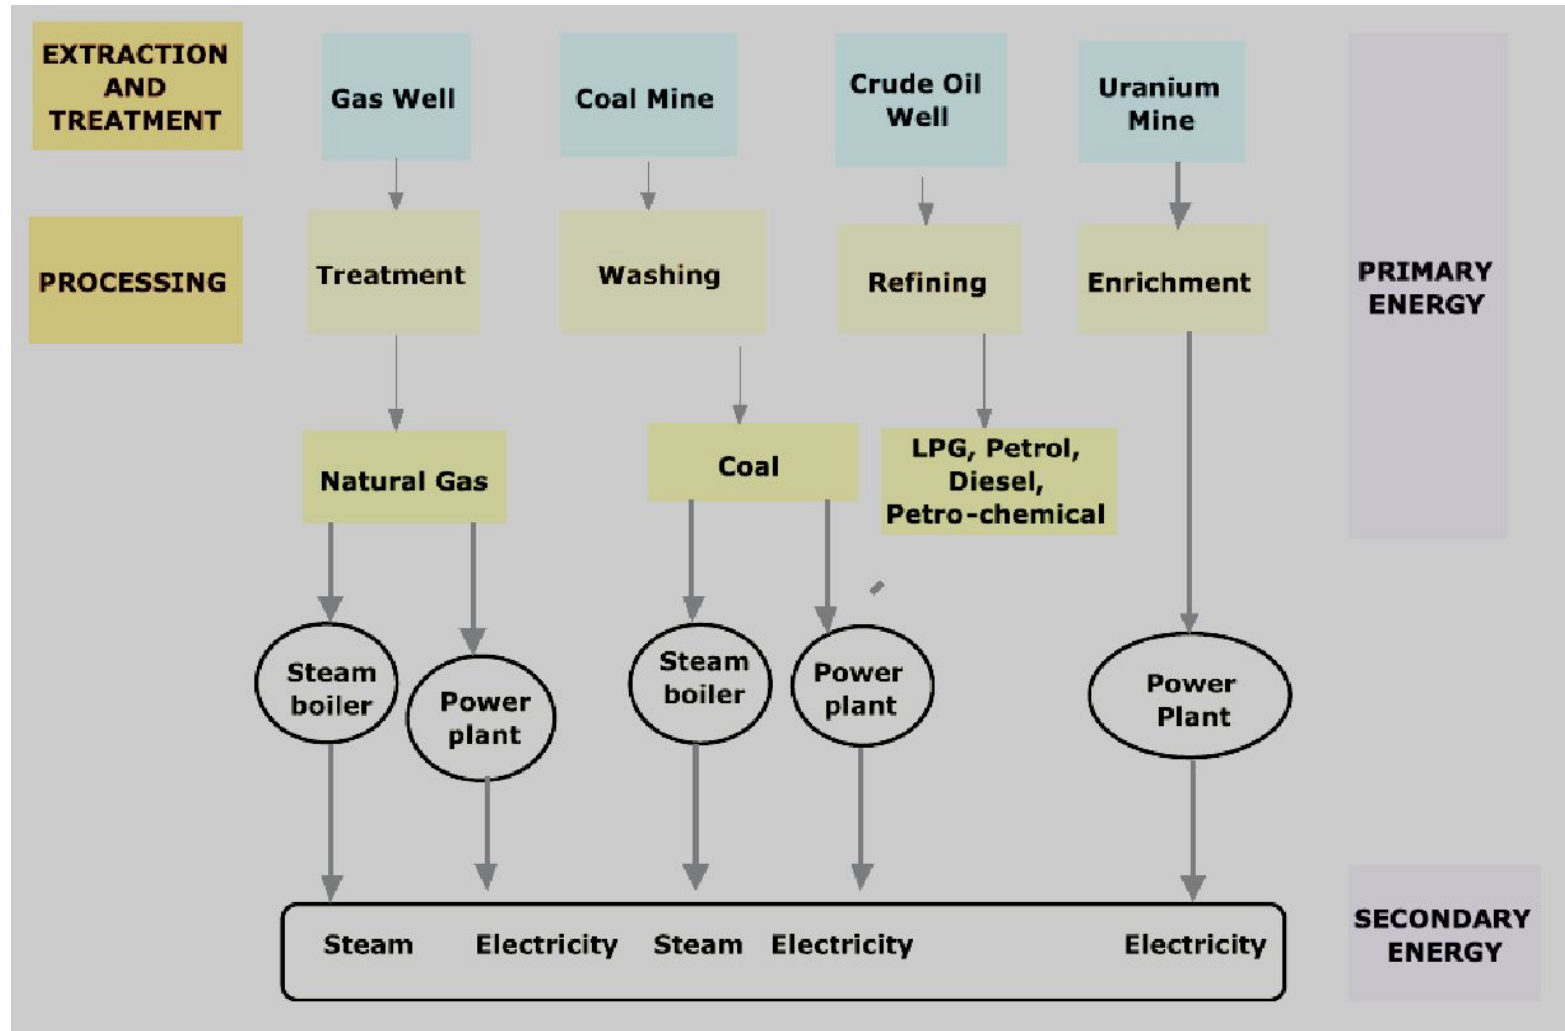 EXTRACTION
AND
TREATMENT
Gas Well
Coal Mine
Crude Oil
Well
Uranium
Mine
PROCESSING
Treatment
Washing
Refining
Enrichment
PRIMARY
ENERGY
Natural Gas
Coal
LPG, Petrol,
Diesel,
Petro-chemical
Steam
boiler
Power
plant
Steam
boiler
Power
plant
Power
Plant
Steam
Electricity
Steam
Electricity
Electricity
SECONDARY
ENERGY